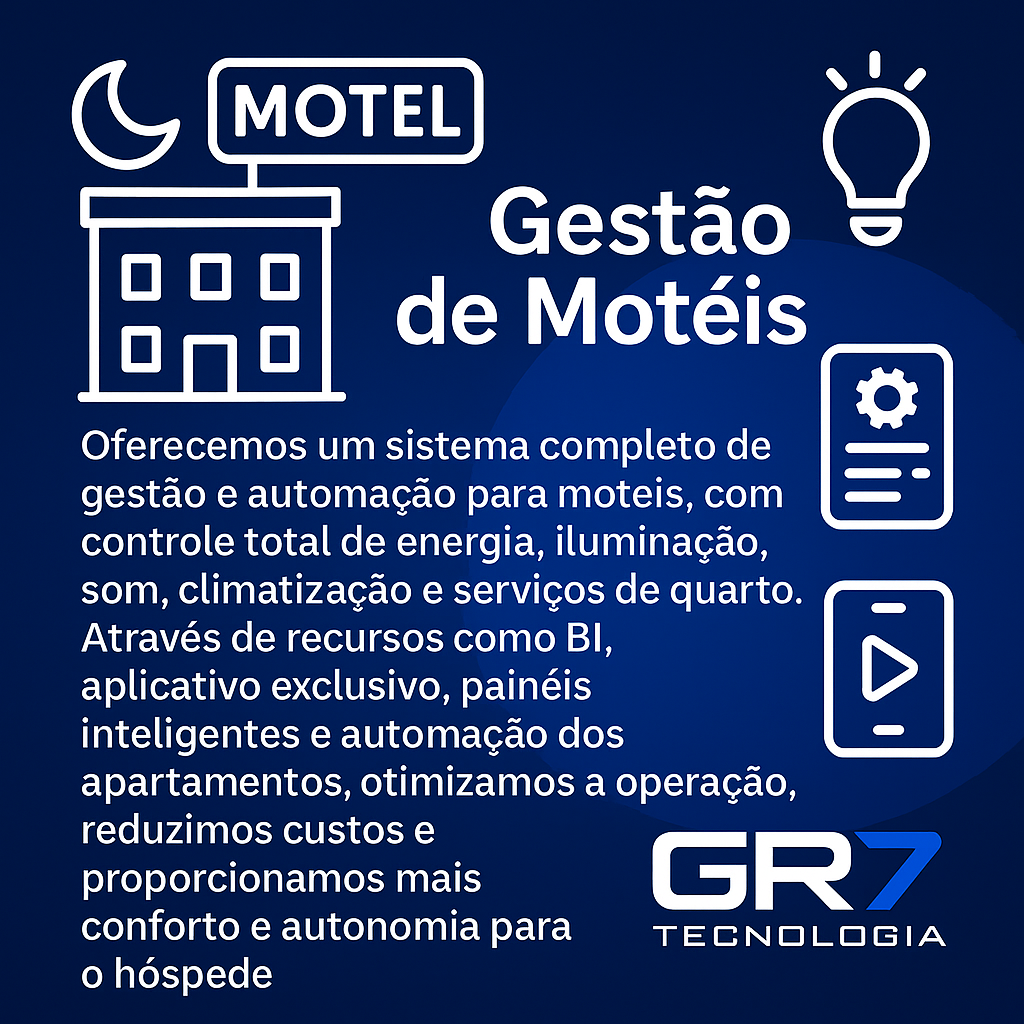 MOTEL
Gestão
de Motéis
Oferecemos um sistema completo de
gestão e automação para moteis, com
controle total de energia, iluminação,
som, climatização e serviços de quarto.
Através de recursos como BI,
aplicativo exclusivo, painéis
inteligentes e automação dos
apartamentos, otimizamos a operação,
reduzimos custos e
proporcionamos mais
conforto e autonomia para
o hóspede
GR7
TECNOLOGIA